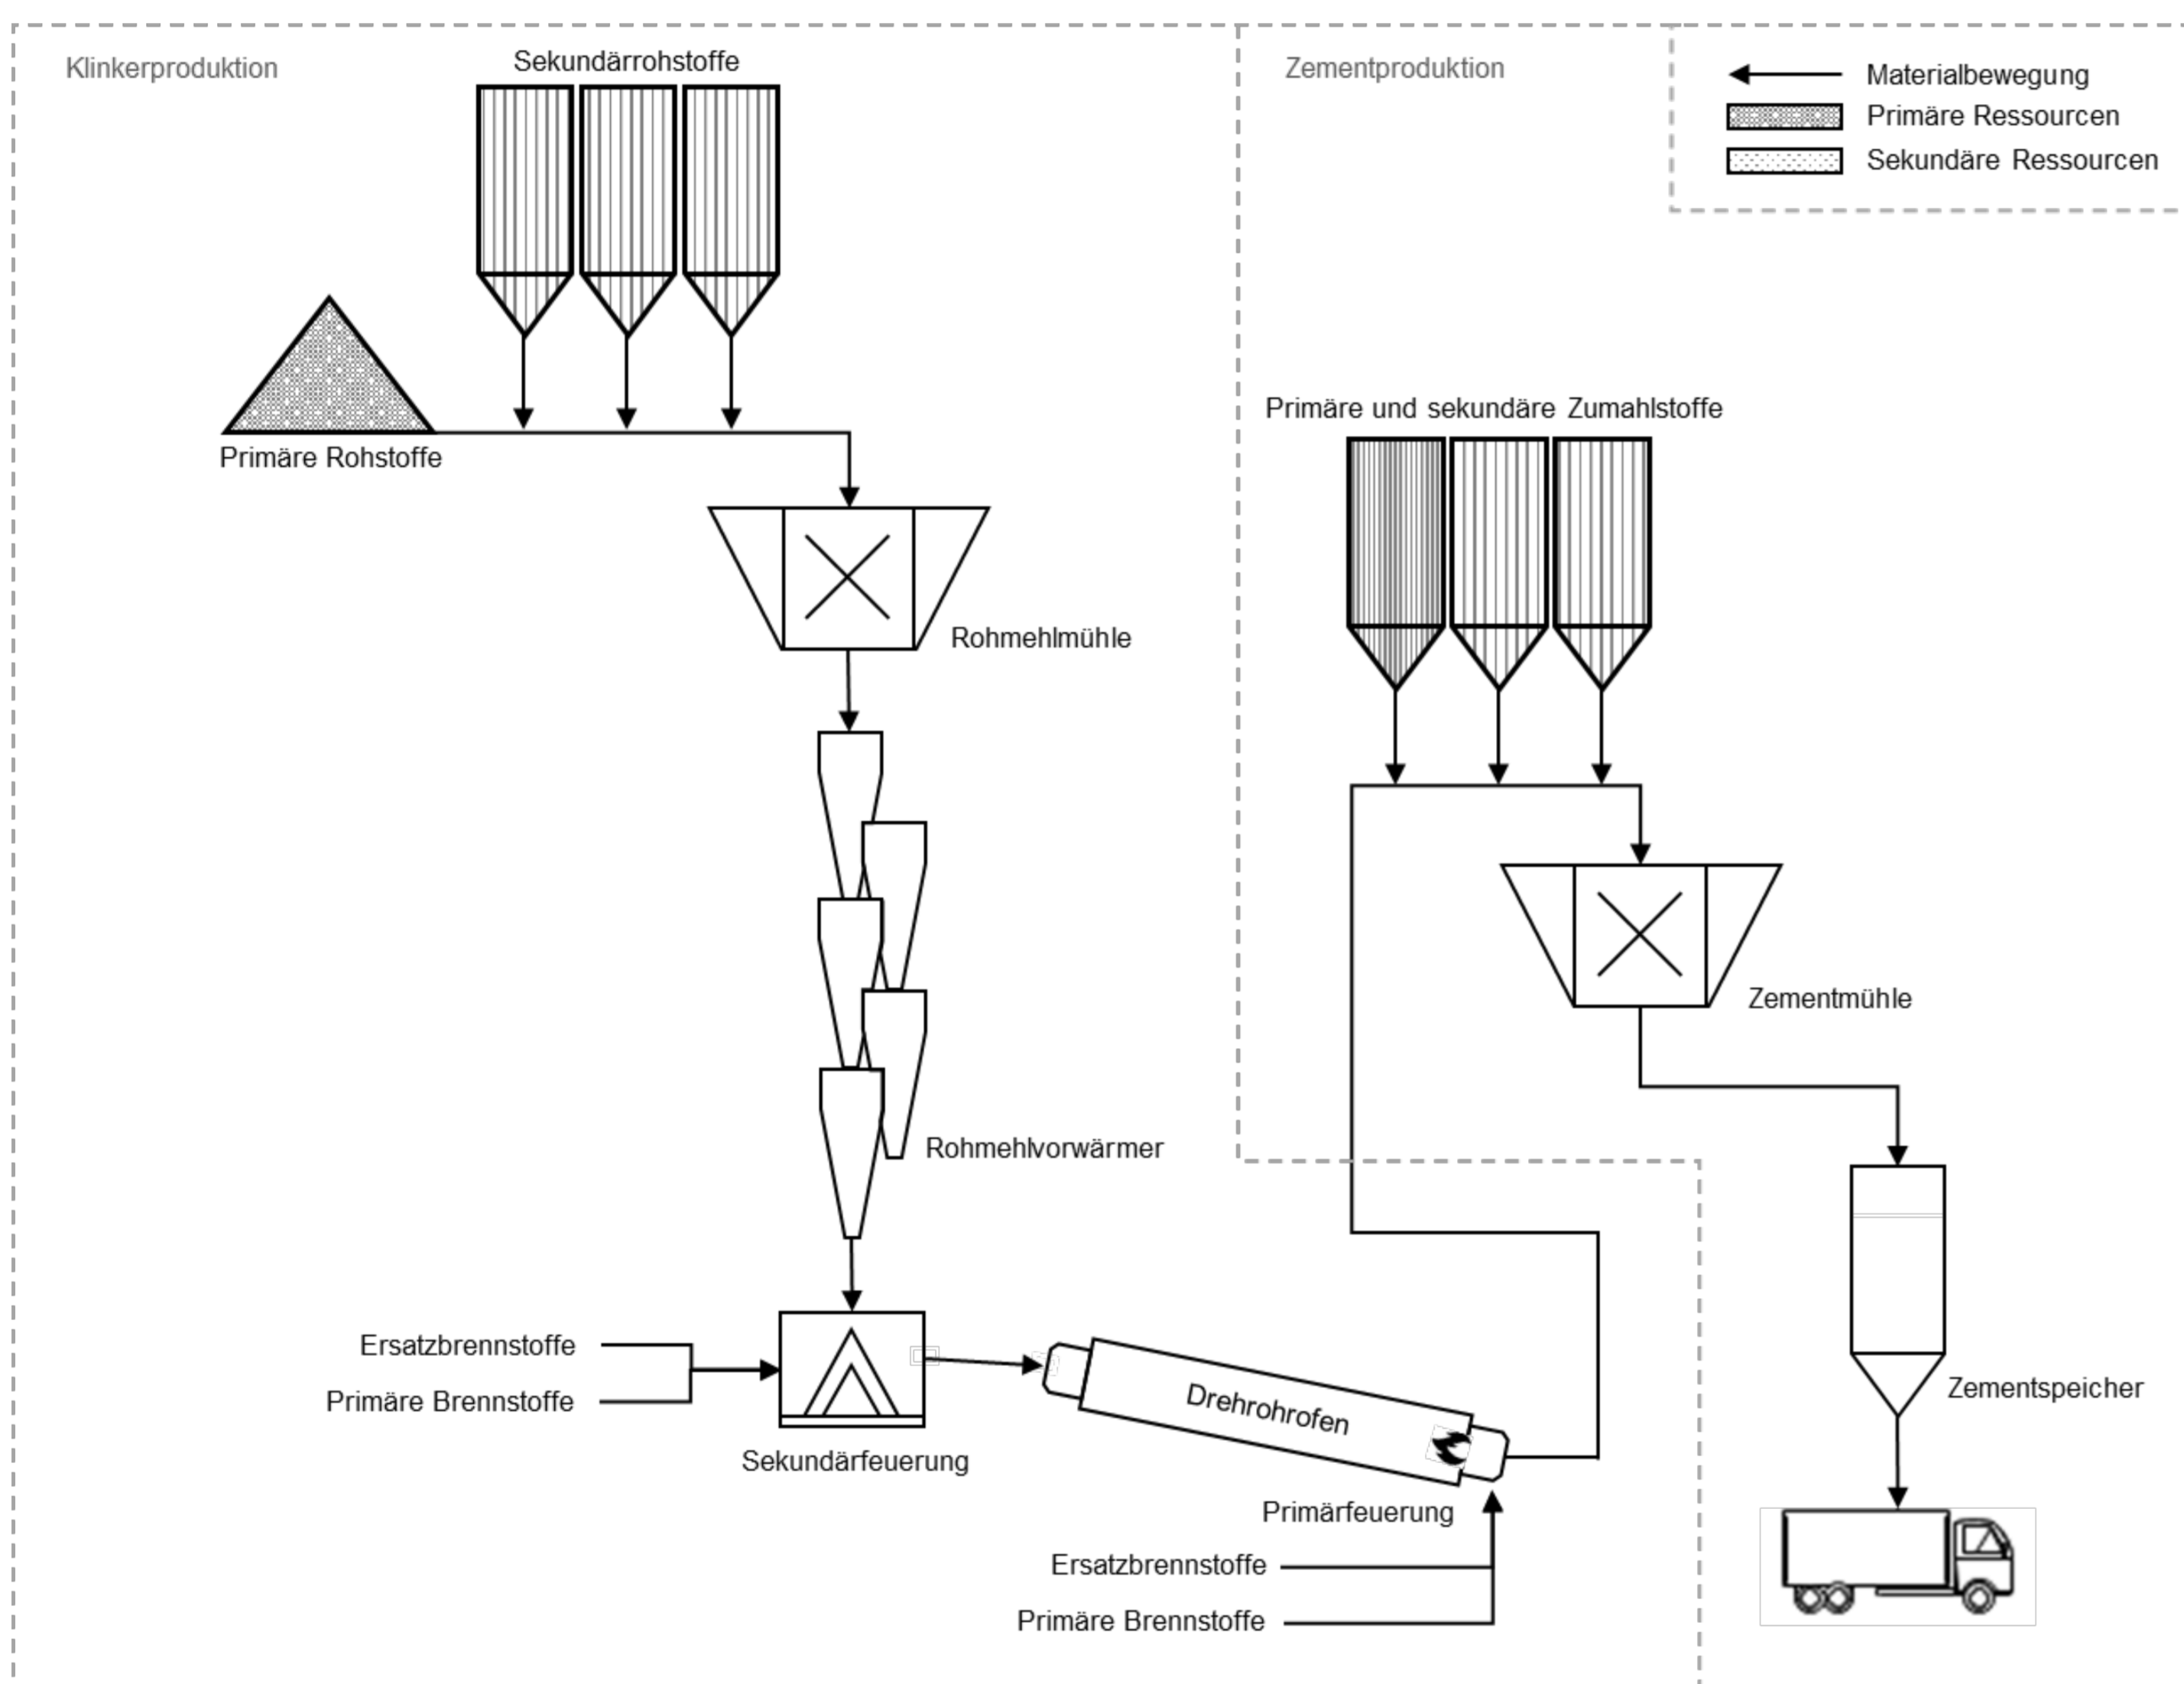 Klinkerproduktion
Sekundärrohstoffe
Zementproduktion
Materialbewegung
Primäre Ressourcen
Sekundäre Ressourcen
Primäre Rohstoffe
Primäre und sekundäre Zumahlstoffe
Rohmehlmühle
Zementmühle
Rohmehlvorwärmer
Ersatzbrennstoffe
Primäre Brennstoffe
Sekundärfeuerung
Drehrohrofen
Zementspeicher
Primärfeuerung
Ersatzbrennstoffe
Primäre Brennstoffe